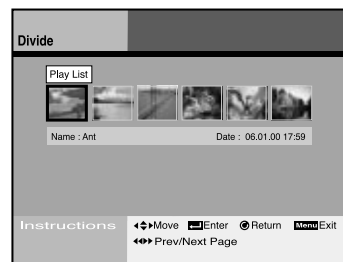 Divide
Play List
Name : Ant Date : 06.01.00 17:59
Instructions Move Enter Return Menu Exit
Prev/Next Page